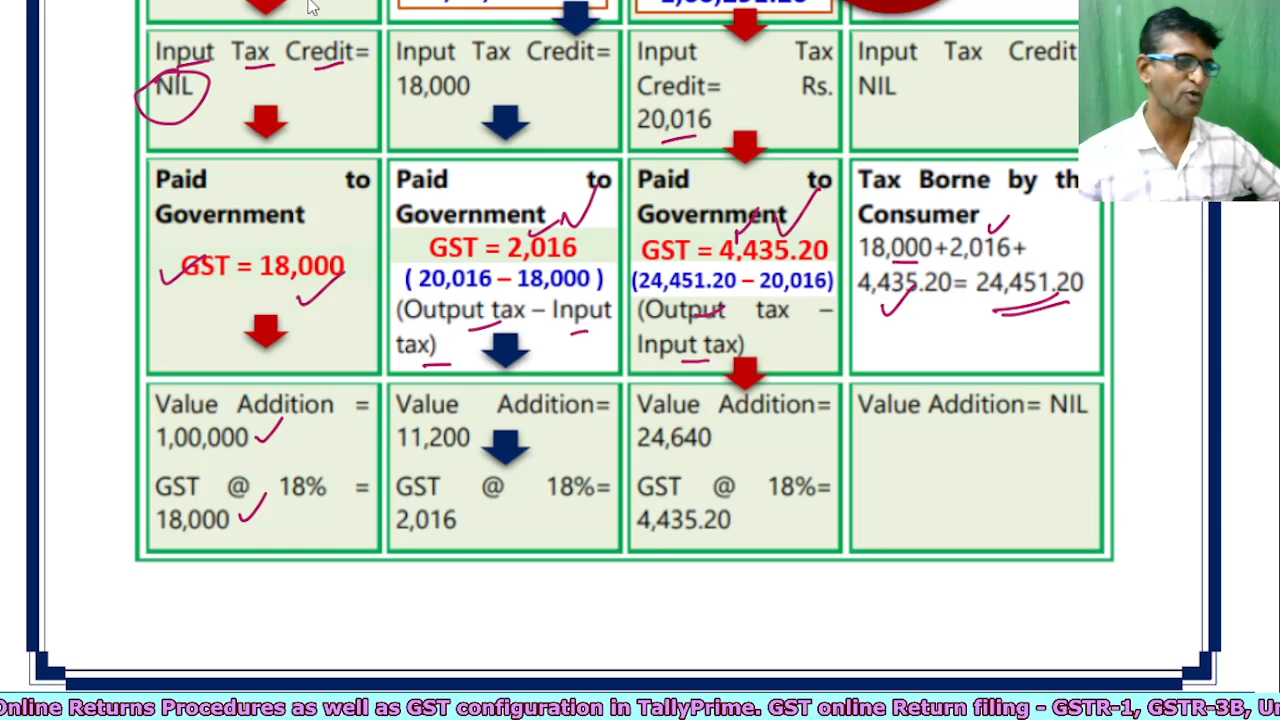 Input Tax Credit=
NIL
Input Tax Credit=
18,000
Input Tax
Credit= Rs.
20,016
Input Tax Credit
NIL
Paid to
Government
GST = 18,000
Paid to
Government
GST = 2,016
( 20,016 – 18,000 )
(Output tax – Input
tax)
Paid to
Government
GST = 4,435.20
(24,451.20 – 20,016)
(Output tax –
Input tax)
Tax Borne by th
Consumer
18,000+2,016+
4,435.20= 24,451.20
Value Addition =
1,00,000
GST @ 18% =
18,000
Value Addition=
11,200
GST @ 18%=
2,016
Value Addition=
24,640
GST @ 18%=
4,435.20
Value Addition= NIL
Online Returns Procedures as well as GST configuration in TallyPrime. GST online Return filing - GSTR-1, GSTR-3B, Ur